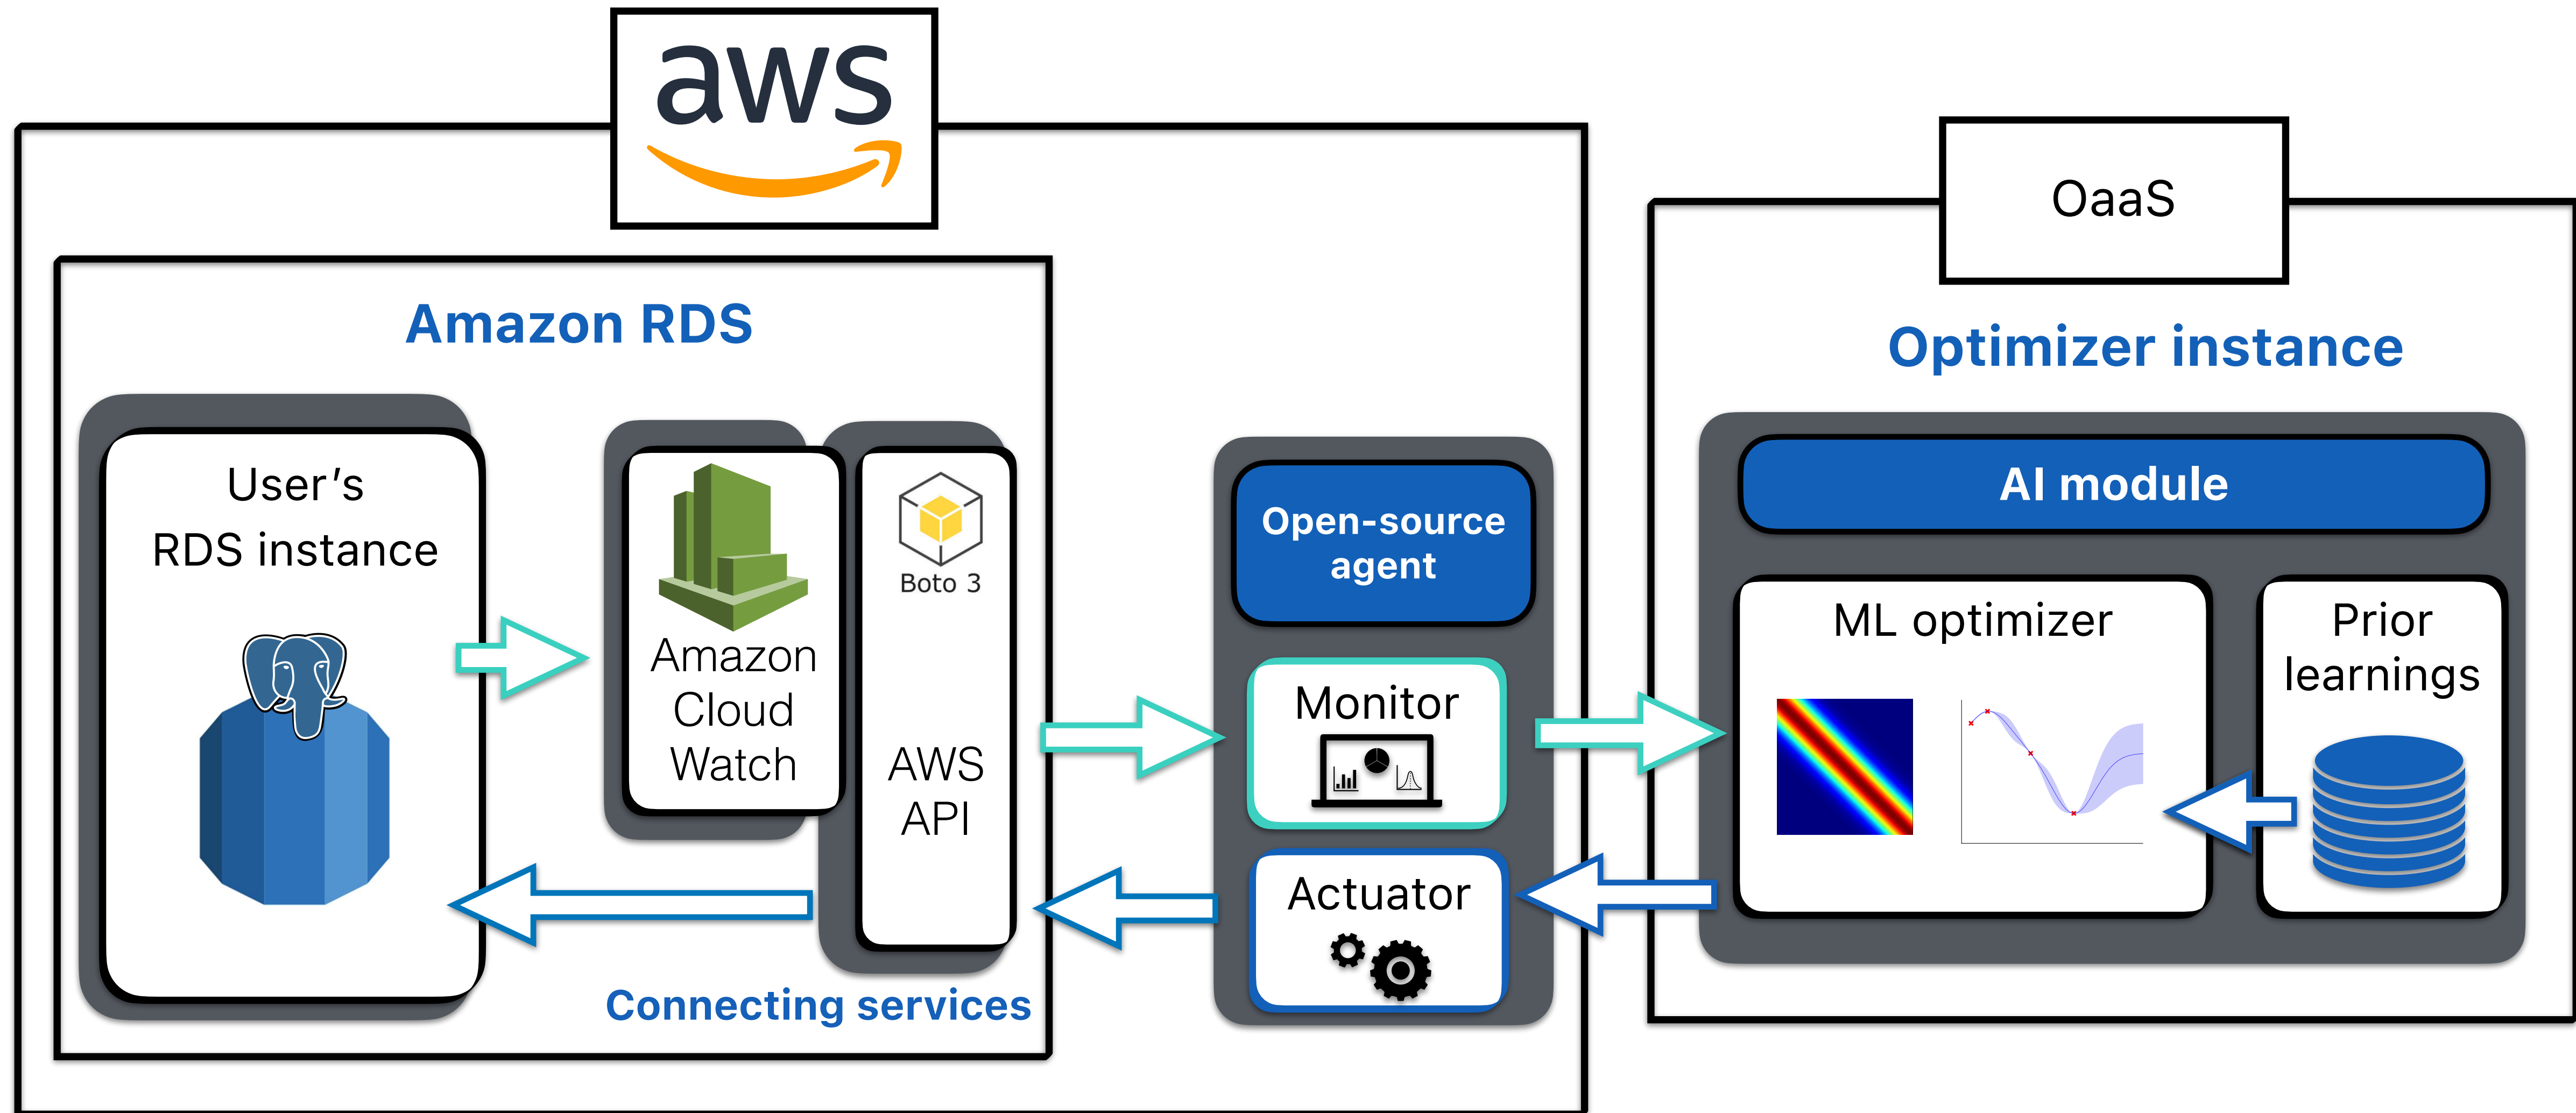 aws
OaaS
Amazon RDS
Optimizer instance
User's
RDS instance
Boto 3
Amazon
Cloud
Watch
AWS
API
Connecting services
Open-source
agent
Monitor
Actuator
AI module
ML optimizer
Prior
learnings